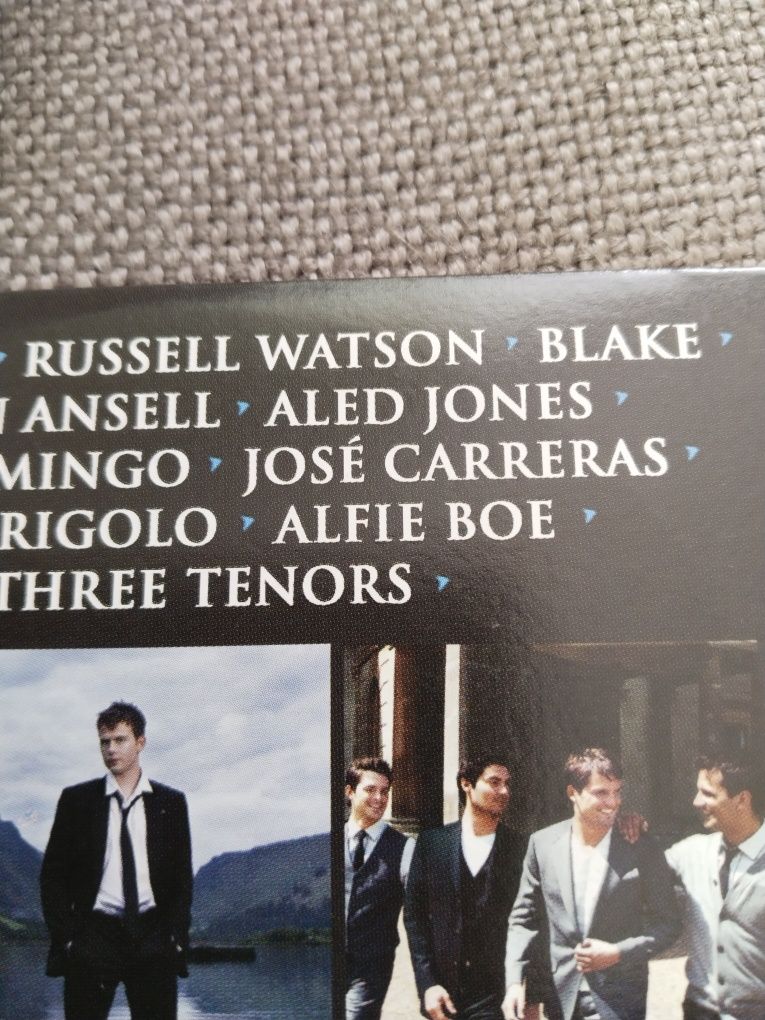 RUSSELL WATSON BLAKE
ANSELL ALED JONES
MINGO JOSÉ CARRERAS
RIGOLO ALFIE BOE
THREE TENORS